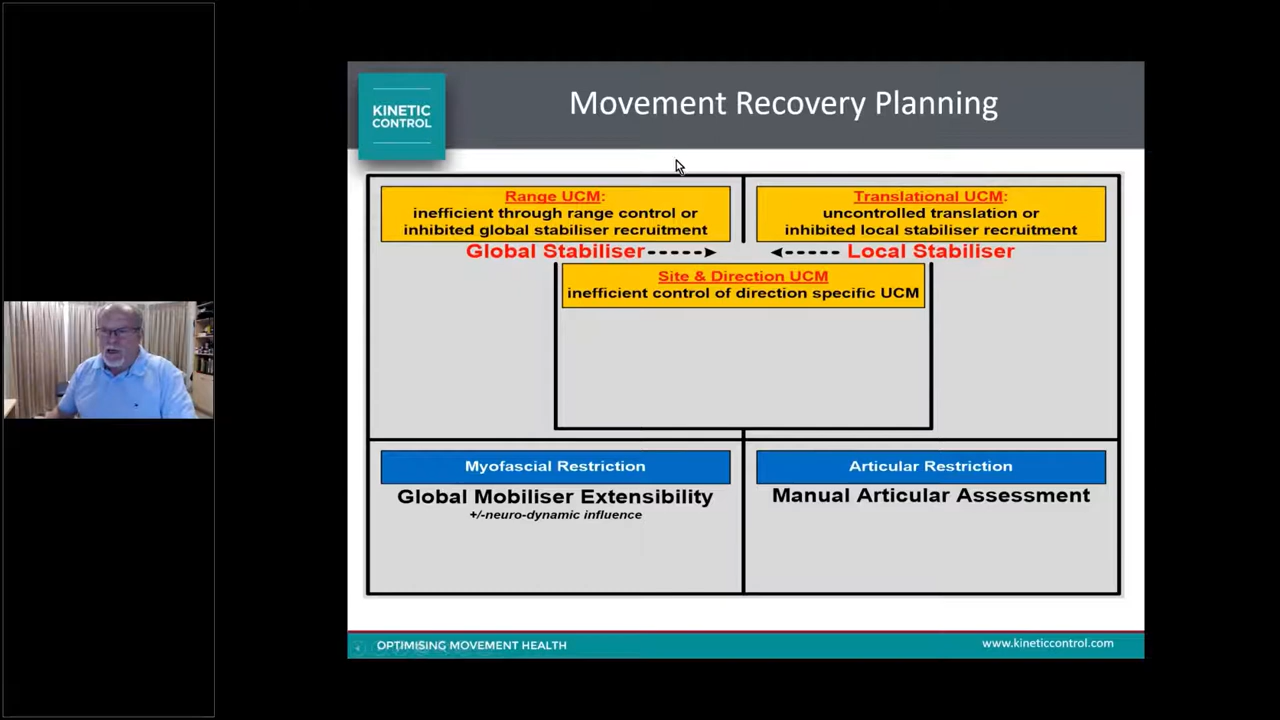 KINETIC
CONTROL
Movement Recovery Planning
Range UCM:
inefficient through range control or
inhibited global stabiliser recruitment
Global Stabiliser
Translational UCM:
uncontrolled translation or
inhibited local stabiliser recruitment
Local Stabiliser
Site & Direction UCM
inefficient control of direction specific UCM
Myofascial Restriction
Global Mobiliser Extensibility
+/-neuro-dynamic influence
Articular Restriction
Manual Articular Assessment
OPTIMISING MOVEMENT HEALTH
www.kineticcontrol.com